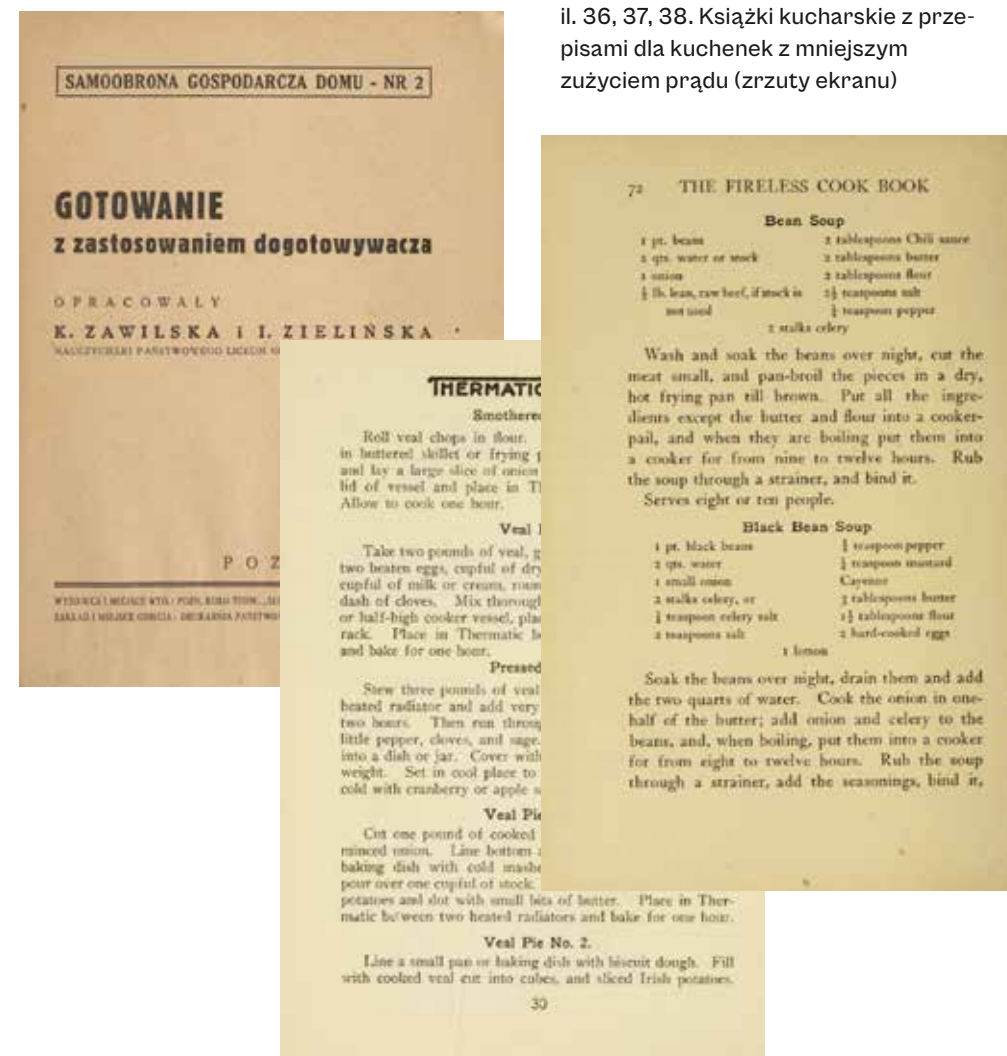 il. 36, 37, 38. Książki kucharskie z prze-
pisami dla kuchenek z mniejszym
zużyciem prądu (zrzuty ekranu)
SAMOOBRONA GOSPODARCZA DOMU - NR 2
GOTOWANIE
z zastosowaniem dogotowywacza
OPRACOWAŁY
K. ZAWILSKA i I. ZIELIŃSKA
NAUCZYCIELKI PAŃSTWOWEGO LICEUM
POZ
THERMATIC
Smothered
Roll veal chops in flour.
in buttered skillet or frying
and lay a large slice of onion
lid of vessel and place in
Allow to cook one hour.
Veal
Take two pounds of veal,
two beaten eggs, cupful of dry
cupful of milk or cream,
dash of cloves. Mix thorough
or half-high cooker vessel,
rack. Place in Thermatic
and bake for one hour.
Pressed
Stew three pounds of veal
heated radiator and add very
two hours. Then run throug
little pepper, cloves, and sage.
into a dish or jar. Cover with
weight. Set in cool place to
cold with cranberry or apple
Veal Pie
Cut one pound of cooked
minced onion. Line bottom
baking dish with cold mashe
pour over one cupful of stock.
potatoes and dot with small bits of butter. Place in Ther-
matic between two heated radiators and bake for one hour.
Veal Pie No. 2.
Line a small pan or baking dish with biscuit dough. Fill
with cooked veal cut into cubes, and sliced Irish potatoes.
30
72 THE FIRELESS COOK BOOK
Bean Soup
1 pt. beans 2 tablespoons Chili sauce
2 qts. water or stock 2 tablespoons butter
1 onion 2 tablespoons flour
½ lb. lean, raw beef, if stock is 2½ teaspoons salt
not used teaspoon pepper
2 stalks celery
Wash and soak the beans over night, cut the
meat small, and pan-broil the pieces in a dry,
hot frying pan till brown. Put all the ingre-
dients except the butter and flour into a cooker-
pail, and when they are boiling put them into
a cooker for from nine to twelve hours. Rub
the soup through a strainer, and bind it.
Serves eight or ten people.
Black Bean Soup
1 pt. black beans teaspoon pepper
2 qts. water teaspoon mustard
1 small onion Cayenne
2 stalks celery, or 3 tablespoons butter
teaspoon celery salt 1½ tablespoons flour
2 teaspoons salt 2 hard-cooked eggs
1 lemon
Soak the beans over night, drain them and add
the two quarts of water. Cook the onion in one-
half of the butter; add onion and celery to the
beans, and, when boiling, put them into a cooker
for from eight to twelve hours. Rub the soup
through a strainer, add the seasonings, bind it,